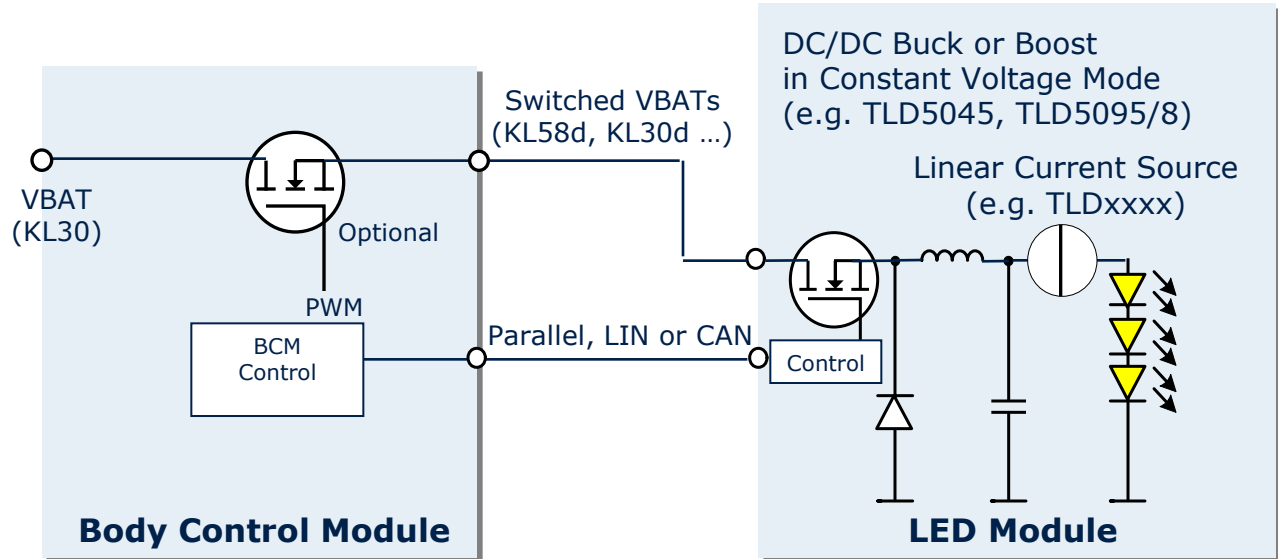 DC/DC Buck or Boost
in Constant Voltage Mode
(e.g. TLD5045, TLD5095/8)
Switched VBATs
(KL58d, KL30d ...)
Linear Current Source
(e.g. TLDxxxx)
VBAT
(KL30)
Optional
PWM
BCM
Control
Parallel, LIN or CAN
Control
Body Control Module
LED Module